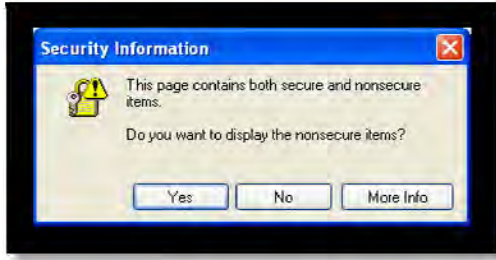 Security Information
This page contains both secure and nonsecure
items.
Do you want to display the nonsecure items?
Yes
No
More Info